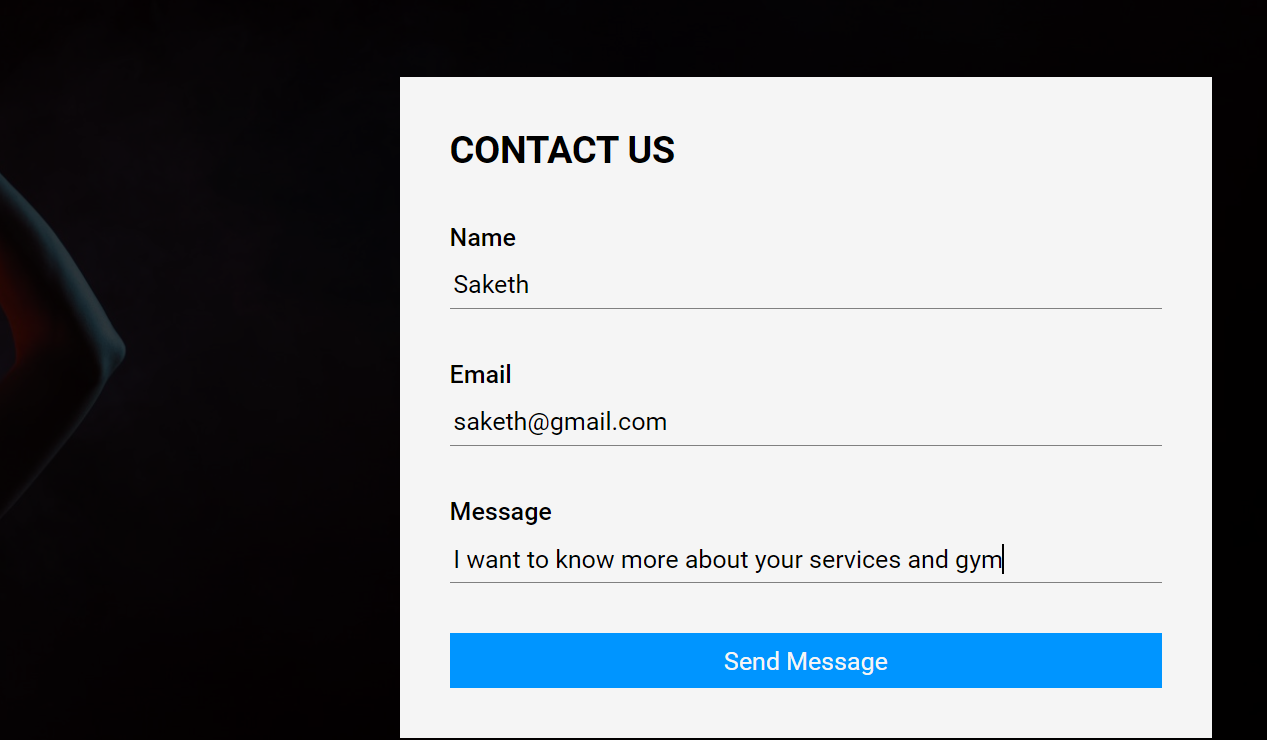 CONTACT US
Name
Saketh
Email
saketh@gmail.com
Message
I want to know more about your services and gym
Send Message